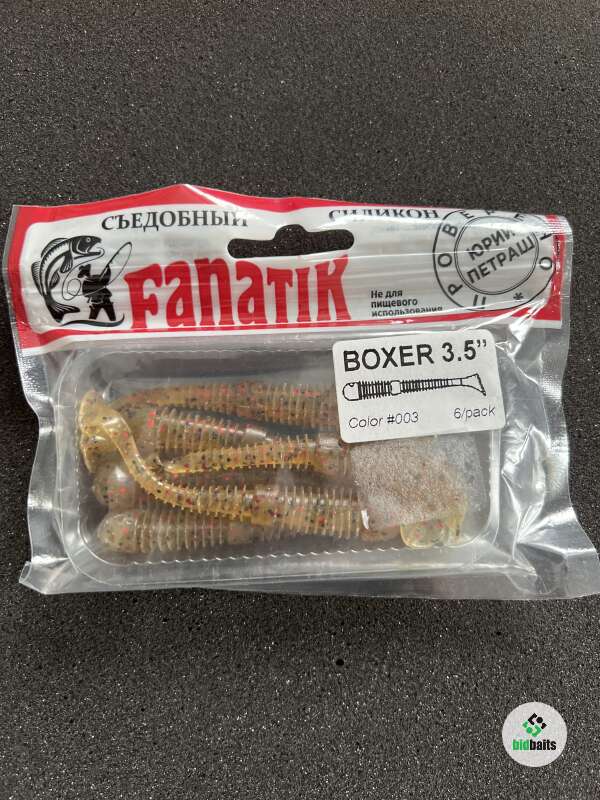 СЪЕДОБНЫЙ СИЛИКОН
FanaTIK
Не для
пищевого
использования
ЮРИЙ
ПЕТРАШ
BOXER 3.5”
Color #003 6/pack
bidbaits